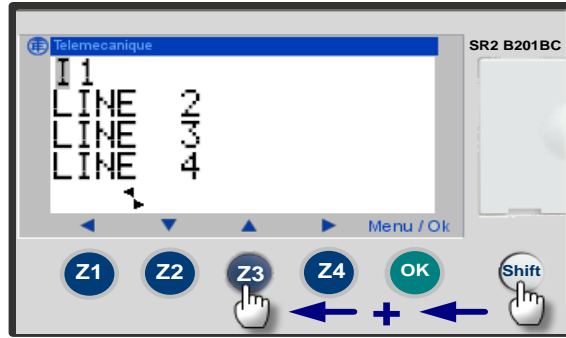 Telemecanique
SR2 B201BC
I1
LINE 2
LINE 3
LINE 4
Menu / Ok
Z1 Z2 Z3 Z4 OK Shift
+